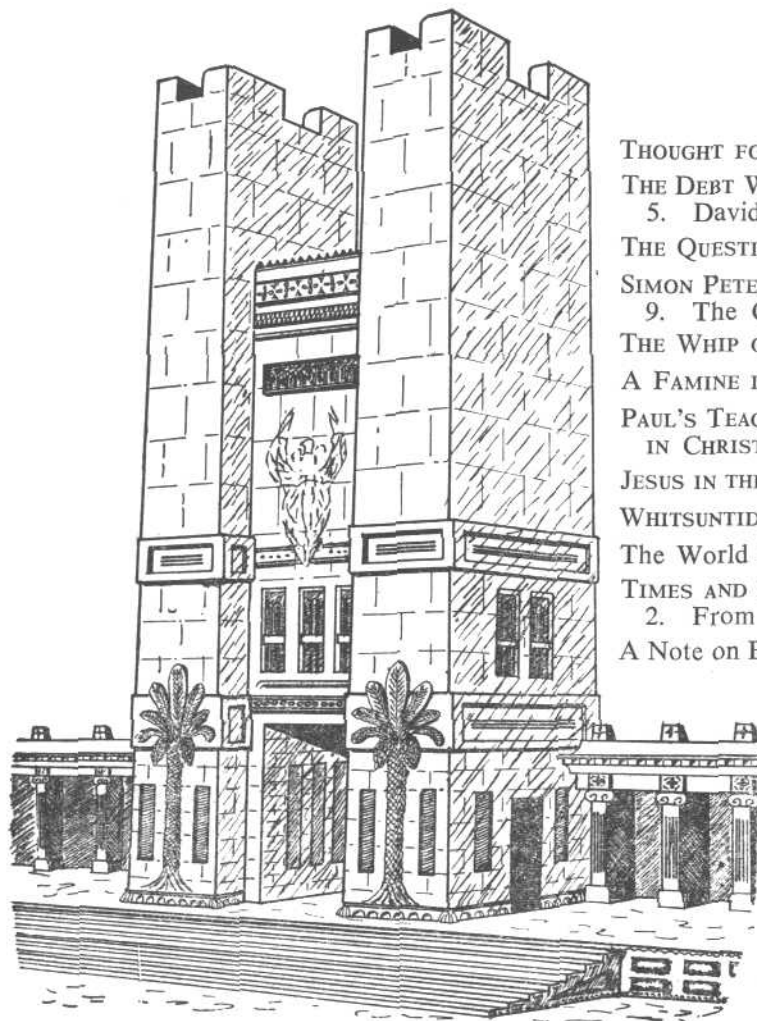 THOUGHT FO
THE DEBT W
5. David
THE QUESTI
SIMON PETE
9. The
THE WHIP
A FAMINE I
PAUL'S TEAC
IN CHRIST
JESUS IN THE
WHITSUNTID
The World
TIMES AND
2. From
A Note on